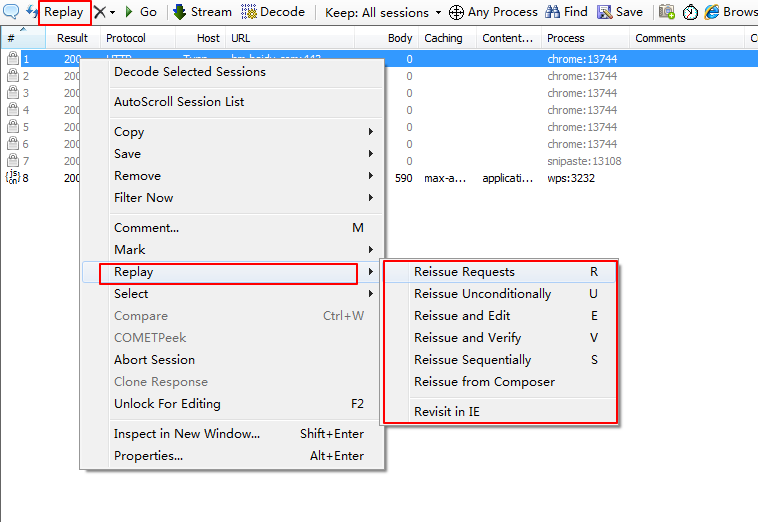 Replay Go Stream Decode Keep: All sessions Any Process Find Save Brows
# Result Protocol Host URL Body Caching Content... Process Comments
1 200 0 chrome:13744
2 200 0 chrome:13744
3 200 0 chrome:13744
4 200 0 chrome:13744
5 200 0 chrome:13744
6 200 0 chrome:13744
7 200 0 snipaste:13108
{js on} 8 200 590 max-a... applicati... wps:3232
Decode Selected Sessions
AutoScroll Session List
Copy
Save
Remove
Filter Now
Comment... M
Mark
Replay
Select
Compare Ctrl+W
COMETPeek
Abort Session
Clone Response
Unlock For Editing F2
Inspect in New Window... Shift+Enter
Properties... Alt+Enter
Reissue Requests R
Reissue Unconditionally U
Reissue and Edit E
Reissue and Verify V
Reissue Sequentially S
Reissue from Composer
Revisit in IE